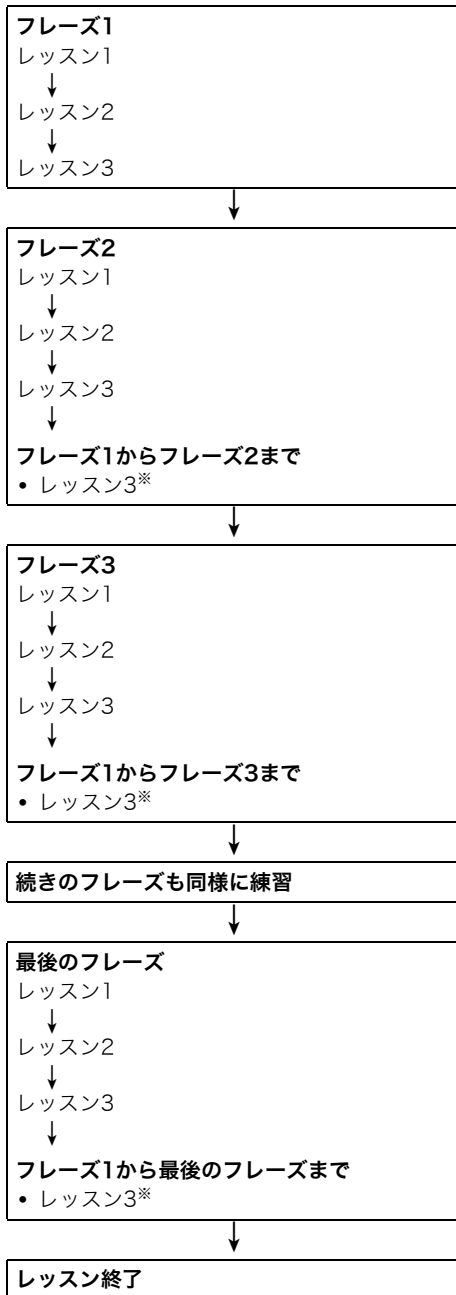 フレーズ1
レッスン1
↓
レッスン2
↓
レッスン3
↓
フレーズ2
レッスン1
↓
レッスン2
↓
レッスン3
↓
フレーズ1からフレーズ2まで
• レッスン3※
↓
フレーズ3
レッスン1
↓
レッスン2
↓
レッスン3
↓
フレーズ1からフレーズ3まで
• レッスン3※
↓
続きのフレーズも同様に練習
↓
最後のフレーズ
レッスン1
↓
レッスン2
↓
レッスン3
↓
フレーズ1から最後のフレーズまで
• レッスン3※
↓
レッスン終了